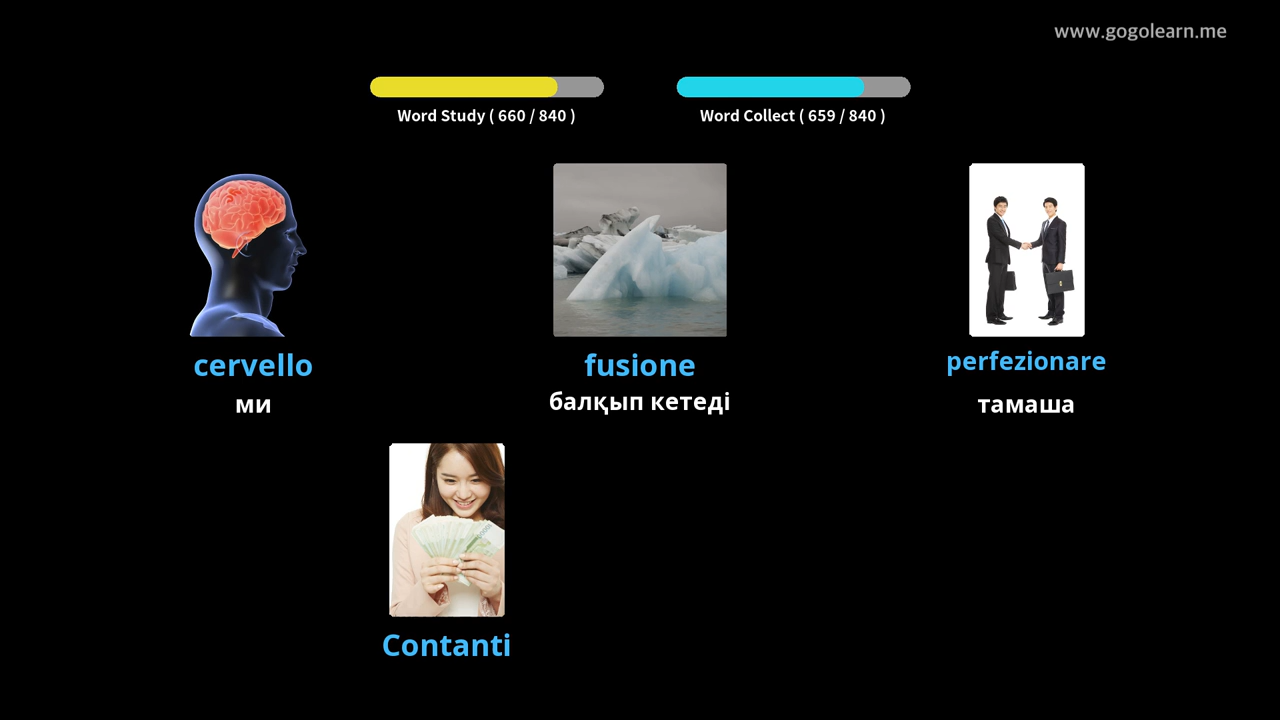 www.gogolearn.me
Word Study ( 660 / 840 )
Word Collect ( 659 / 840 )
cervello
ми
fusione
балқып кетеді
perfezionare
тамаша
Contanti